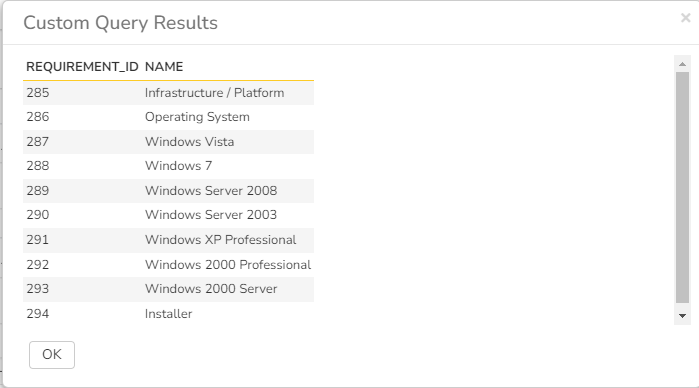 Custom Query Results
×
REQUIREMENT_ID NAME
285 Infrastructure / Platform
286 Operating System
287 Windows Vista
288 Windows 7
289 Windows Server 2008
290 Windows Server 2003
291 Windows XP Professional
292 Windows 2000 Professional
293 Windows 2000 Server
294 Installer
OK